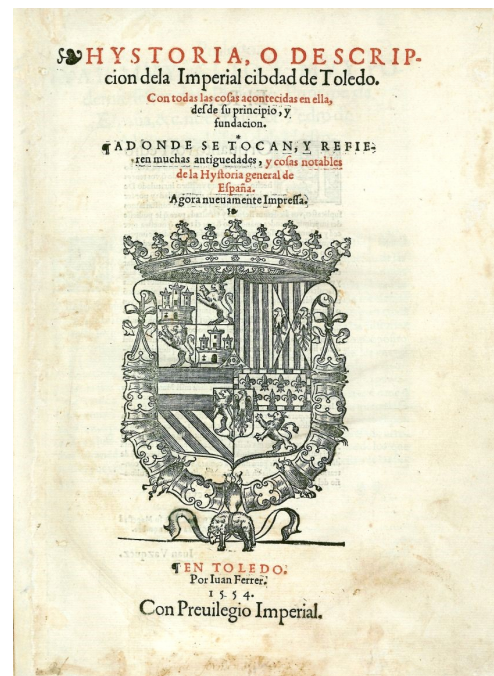 HYSTORIA, O DESCRIP-
cion dela Imperial cibdad de Toledo.
Con todas las cosas acontecidas en ella,
desde su principio, y
fundacion.
¶ADONDE SE TOCAN, Y REFIE-
ren muchas antiguedades, y cosas notables
de la Hystoria general de
España.
Agora nueuamente Impressa.
¶EN TOLEDO.
Por Iuan Ferrer.
1554.
Con Preuilegio Imperial.